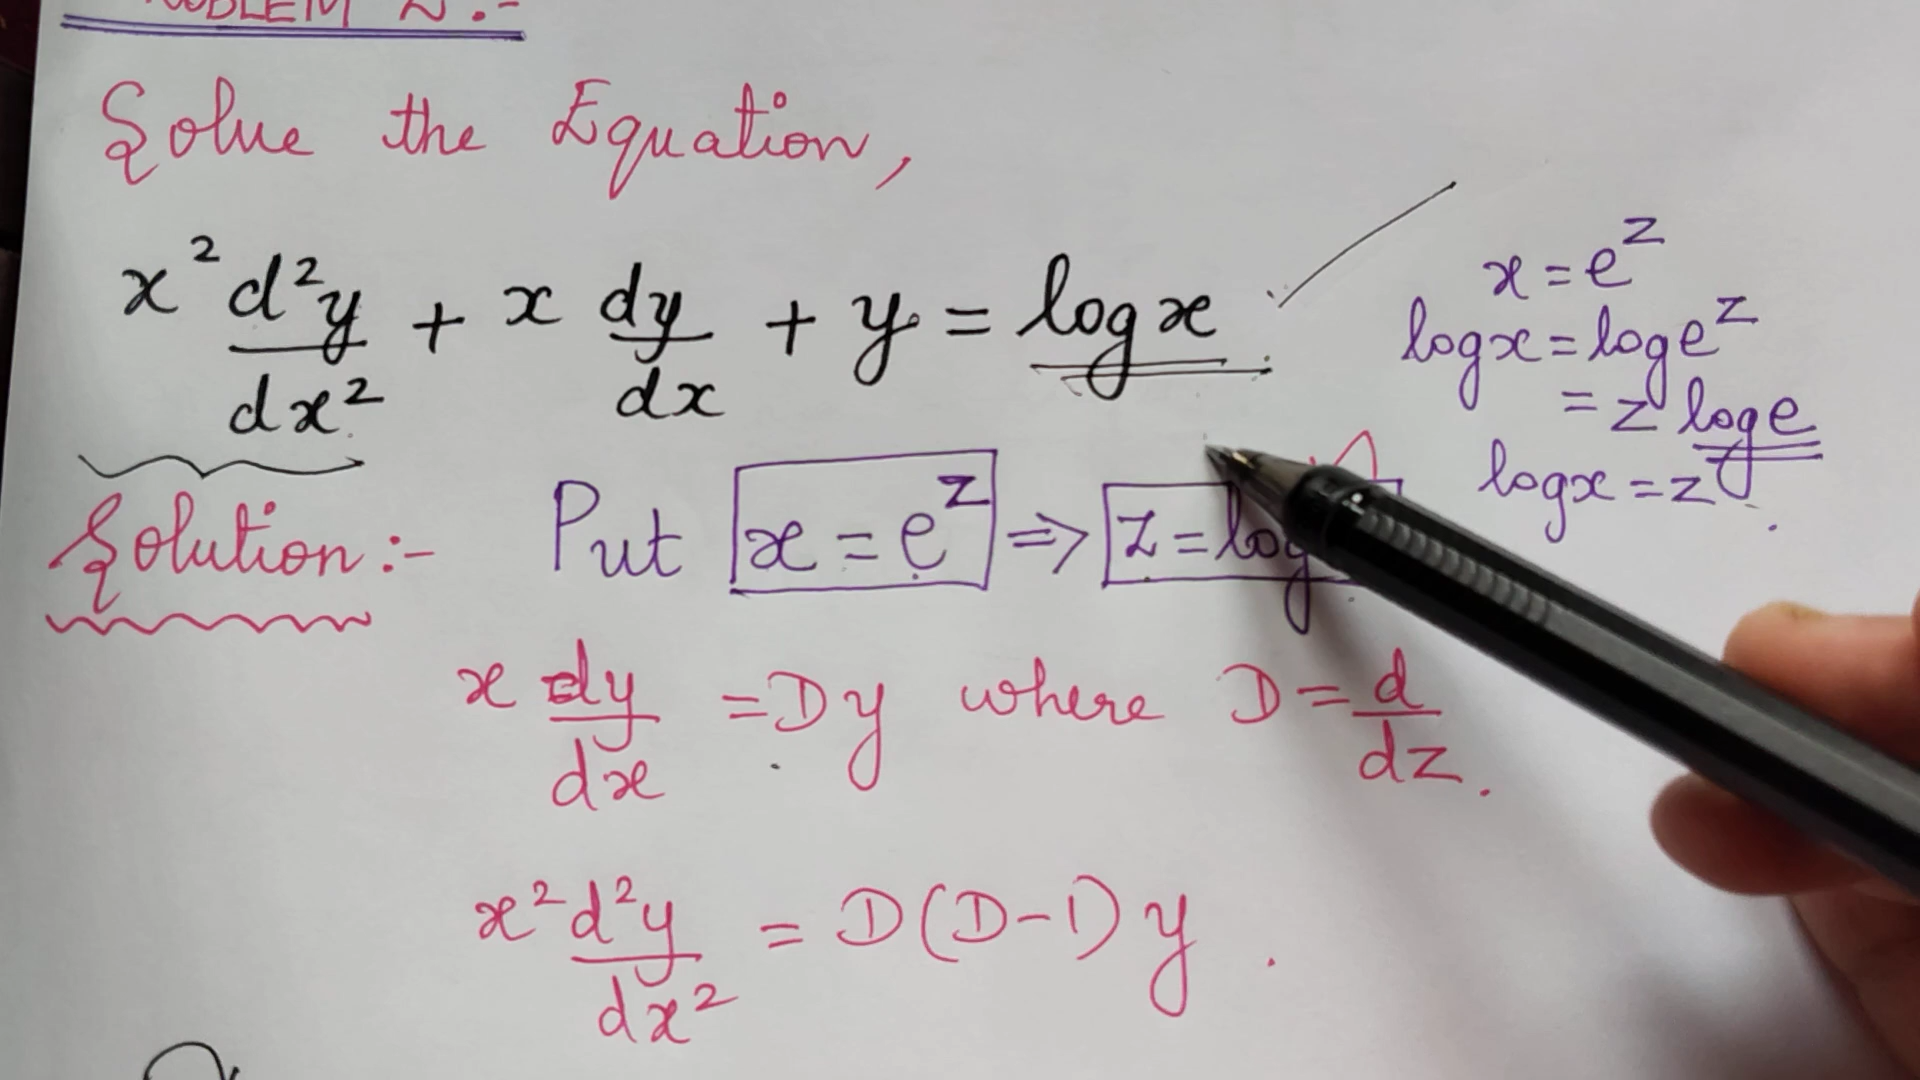 Solve the Equation,
x² d²y/dx² + x dy/dx + y = log x
x = e^z
log x = log e^z
= z log e
log x = z.
Solution :- Put x = e^z ⇒ z = log
x dy/dx = Dy where D = d/dz.
x² d²y/dx² = D(D-1)y.